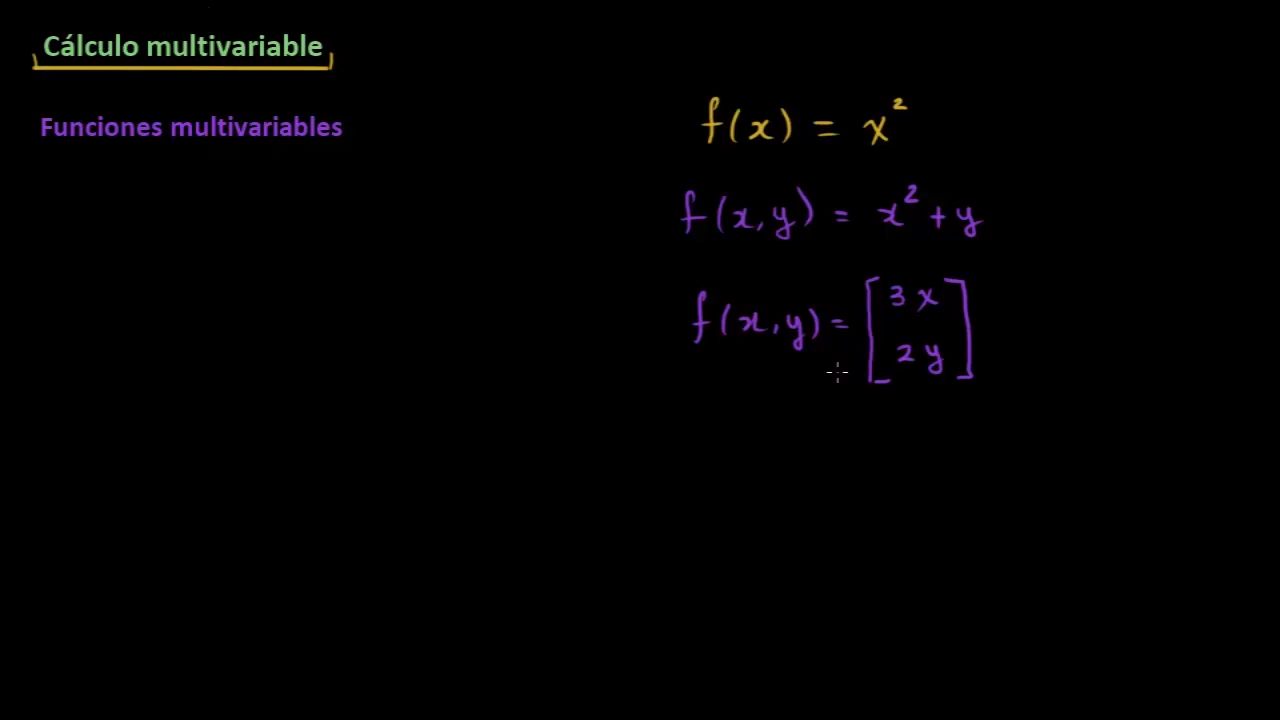 Cálculo multivariable
Funciones multivariables
f(x) = x²
f(x,y) = x² + y
f(x,y) = [3x
2y]